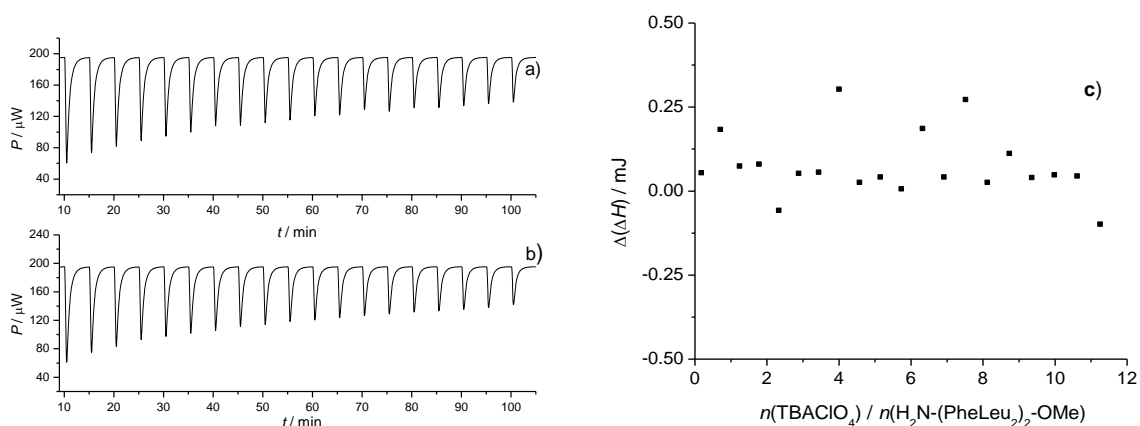 200
160
120
80
40
P / μW
a)
10 20 30 40 50 60 70 80 90 100
t / min
240
200
160
120
80
40
P / μW
b)
10 20 30 40 50 60 70 80 90 100
t / min
0.50
0.25
0.00
-0.25
-0.50
Δ(ΔH) / mJ
c)
0 2 4 6 8 10 12
n(TBAClO₄) / n(H₂N-(PheLeu₂)₂-OMe)